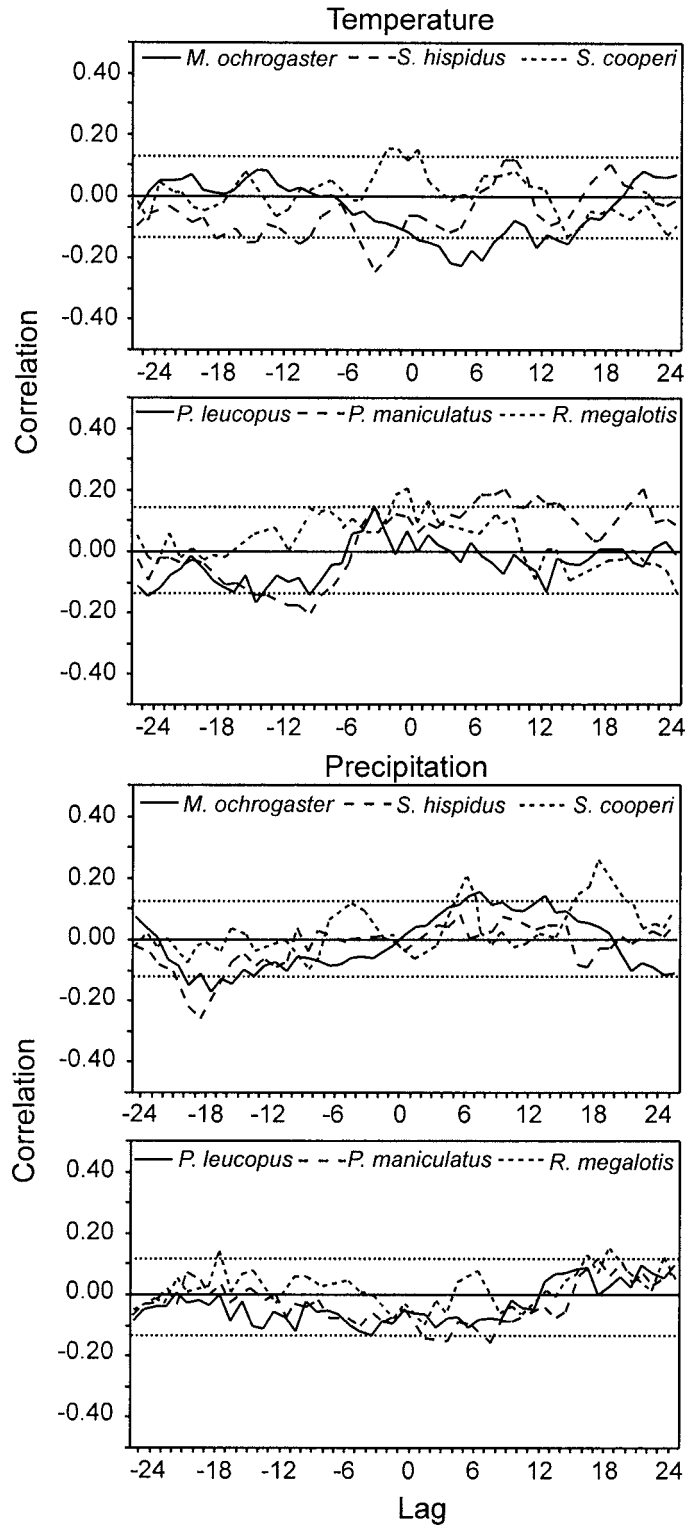 Temperature
M. ochrogaster S. hispidus S. cooperi
0.40
0.20
0.00
-0.20
-0.40
-24 -18 -12 -6 0 6 12 18 24
P. leucopus P. maniculatus R. megalotis
0.40
0.20
0.00
-0.20
-0.40
-24 -18 -12 -6 0 6 12 18 24
Correlation
Precipitation
M. ochrogaster S. hispidus S. cooperi
0.40
0.20
0.00
-0.20
-0.40
-24 -18 -12 -6 0 6 12 18 24
P. leucopus P. maniculatus R. megalotis
0.40
0.20
0.00
-0.20
-0.40
-24 -18 -12 -6 0 6 12 18 24
Correlation
Lag